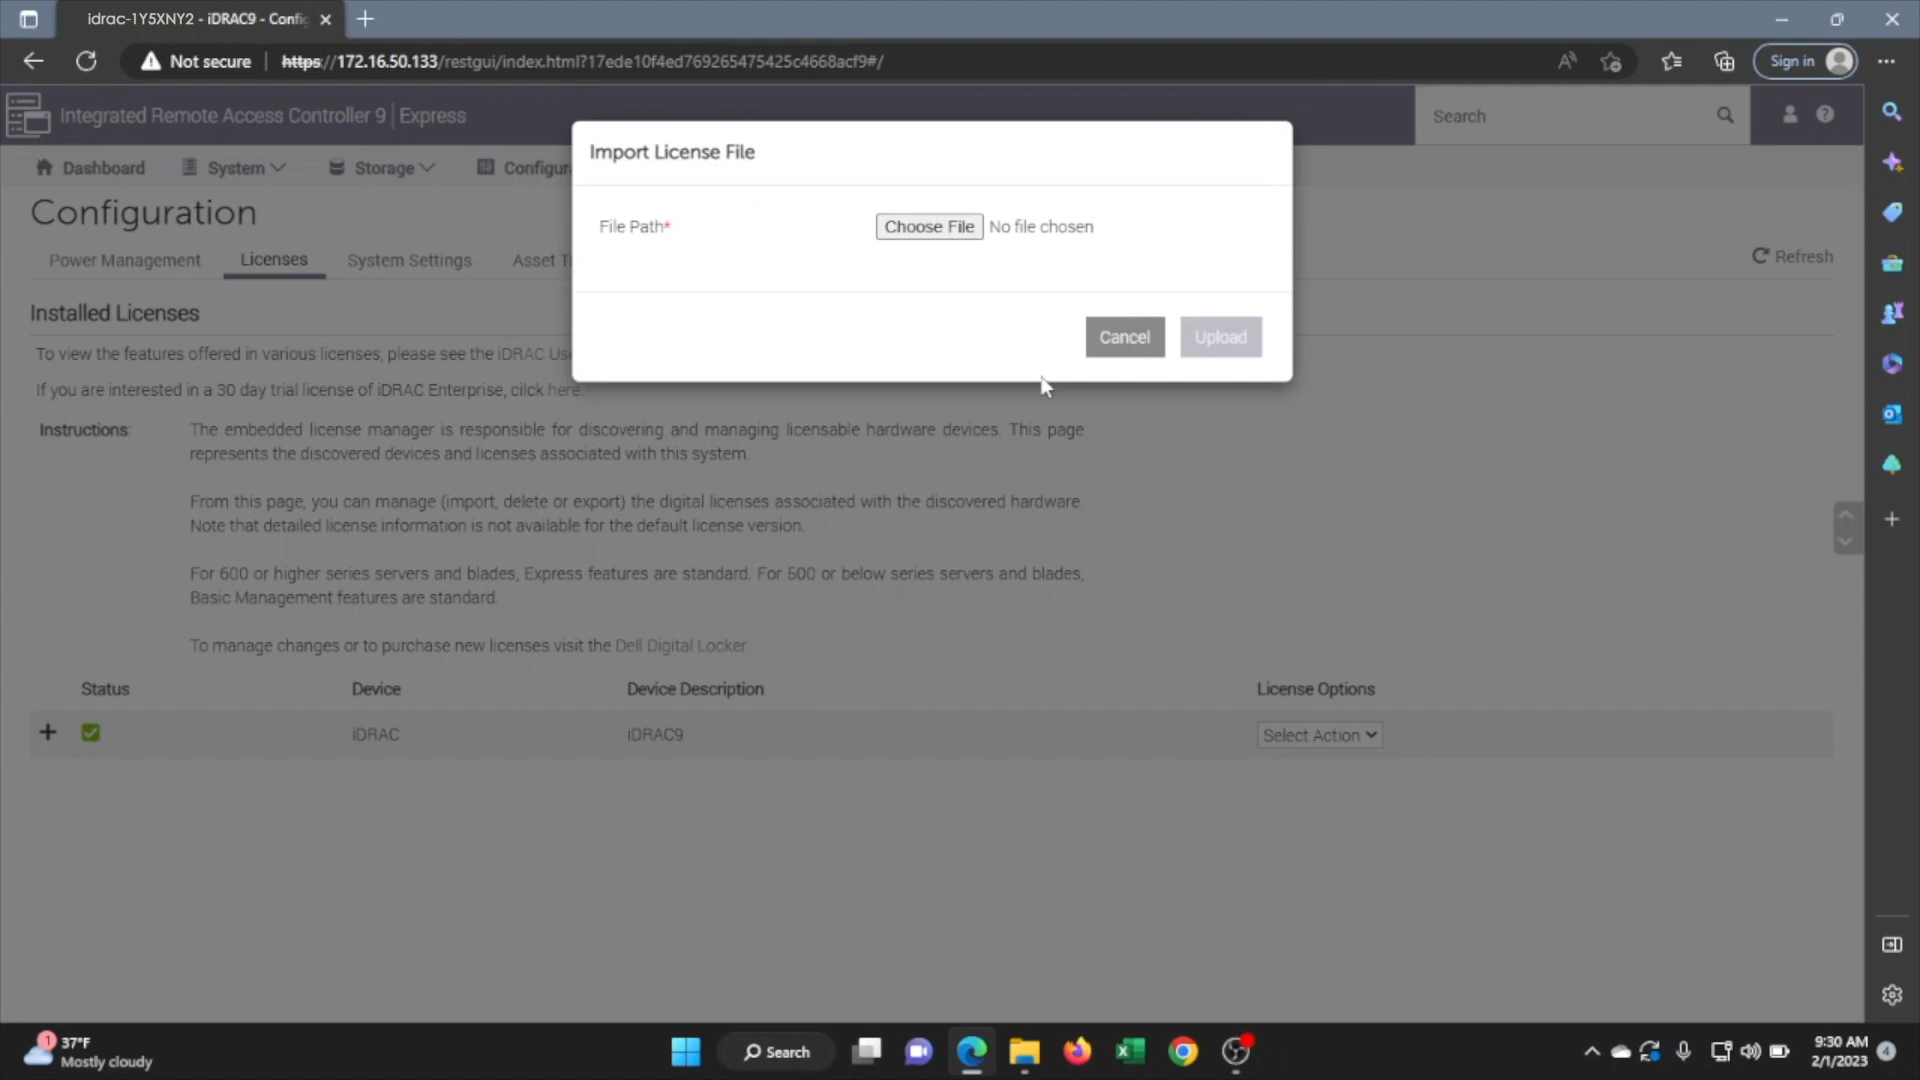 idrac-1Y5XNY2 - iDRAC9 - Config
Not secure
https://172.16.50.133/restgui/index.html?17ede10f4ed769265475425c4668acf9#/
Sign in
Integrated Remote Access Controller 9 | Express
Search
Dashboard
System
Storage
Configura
Configuration
Power Management
Licenses
System Settings
Asset T
Refresh
Import License File
File Path*
Choose File
No file chosen
Cancel
Upload
Installed Licenses
To view the features offered in various licenses, please see the iDRAC Us
If you are interested in a 30 day trial license of iDRAC Enterprise, click here.
Instructions:
The embedded license manager is responsible for discovering and managing licensable hardware devices. This page
represents the discovered devices and licenses associated with this system.
From this page, you can manage (import, delete or export) the digital licenses associated with the discovered hardware.
Note that detailed license information is not available for the default license version.
For 600 or higher series servers and blades, Express features are standard. For 500 or below series servers and blades,
Basic Management features are standard.
To manage changes or to purchase new licenses visit the Dell Digital Locker.
Status
Device
Device Description
License Options
iDRAC
iDRAC9
Select Action
1
37°F
Mostly cloudy
Search
9:30 AM
2/1/2023
4